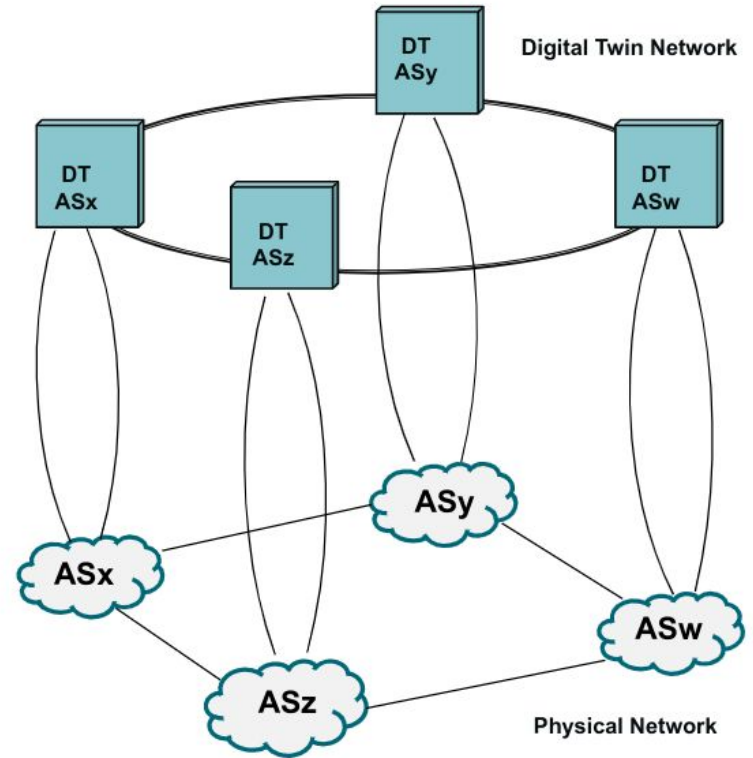 DT
ASy
Digital Twin Network
DT
ASx
DT
ASw
DT
ASz
ASy
ASx
ASw
ASz
Physical Network